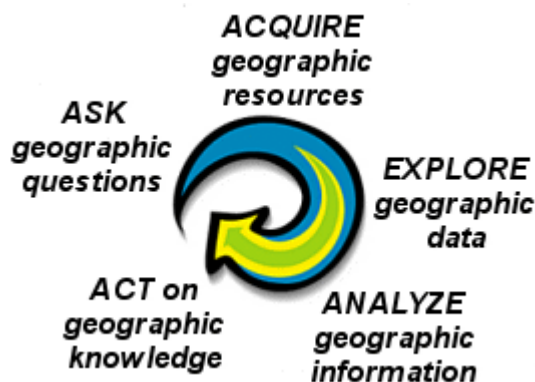 ASK
geographic
questions
ACQUIRE
geographic
resources
EXPLORE
geographic
data
ANALYZE
geographic
information
ACT on
geographic
knowledge